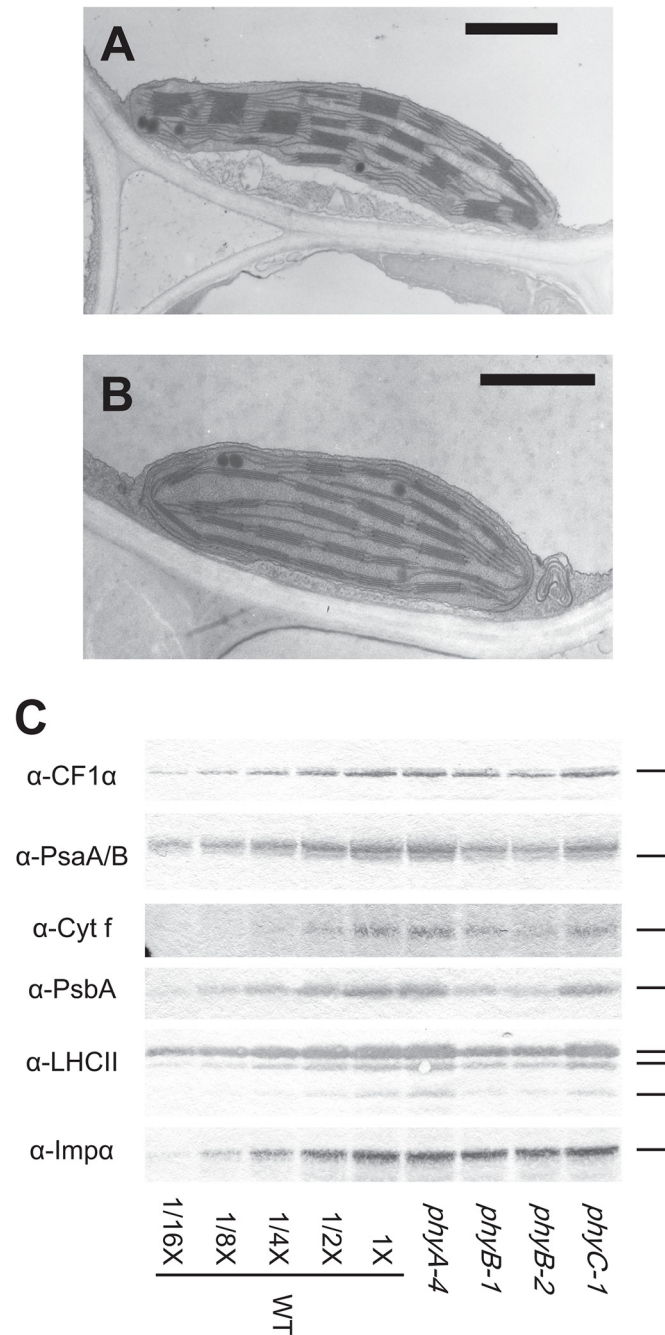 A
B
C
α-CF1α
α-PsaA/B
α-Cyt f
α-PsbA
α-LHCII
α-Impα
1/16X
1/8X
1/4X
1/2X
1X
phyA-4
phyB-1
phyB-2
phyC-1
WT